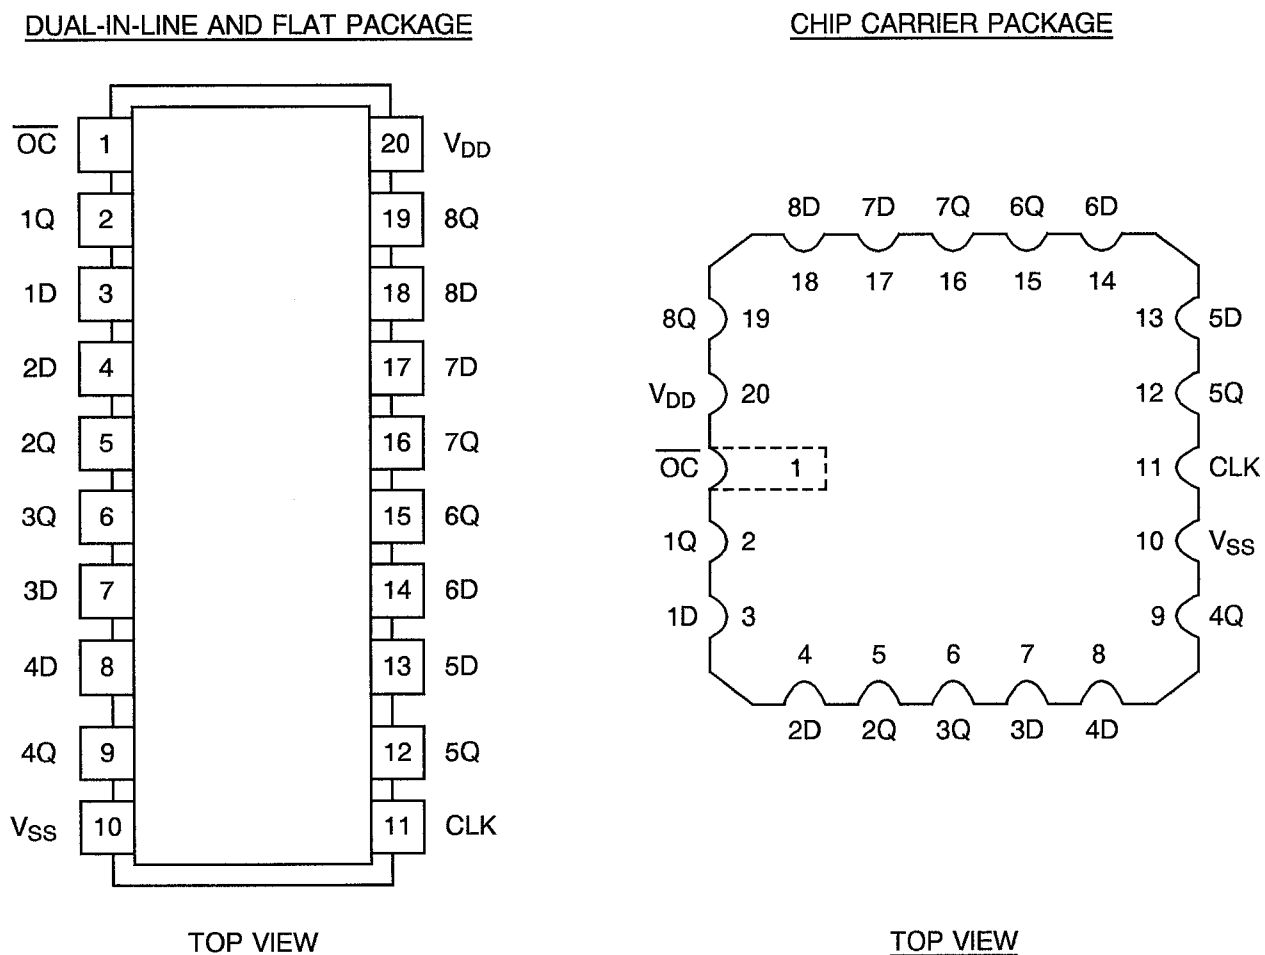 DUAL-IN-LINE AND FLAT PACKAGE
O̅C̅ 1 20 VDD
1Q 2 19 8Q
1D 3 18 8D
2D 4 17 7D
2Q 5 16 7Q
3Q 6 15 6Q
3D 7 14 6D
4D 8 13 5D
4Q 9 12 5Q
VSS 10 11 CLK
TOP VIEW
CHIP CARRIER PACKAGE
8D 7D 7Q 6Q 6D
18 17 16 15 14
8Q 19 13 5D
VDD 20 12 5Q
O̅C̅ 1 11 CLK
1Q 2 10 VSS
1D 3 9 4Q
4 5 6 7 8
2D 2Q 3Q 3D 4D
TOP VIEW